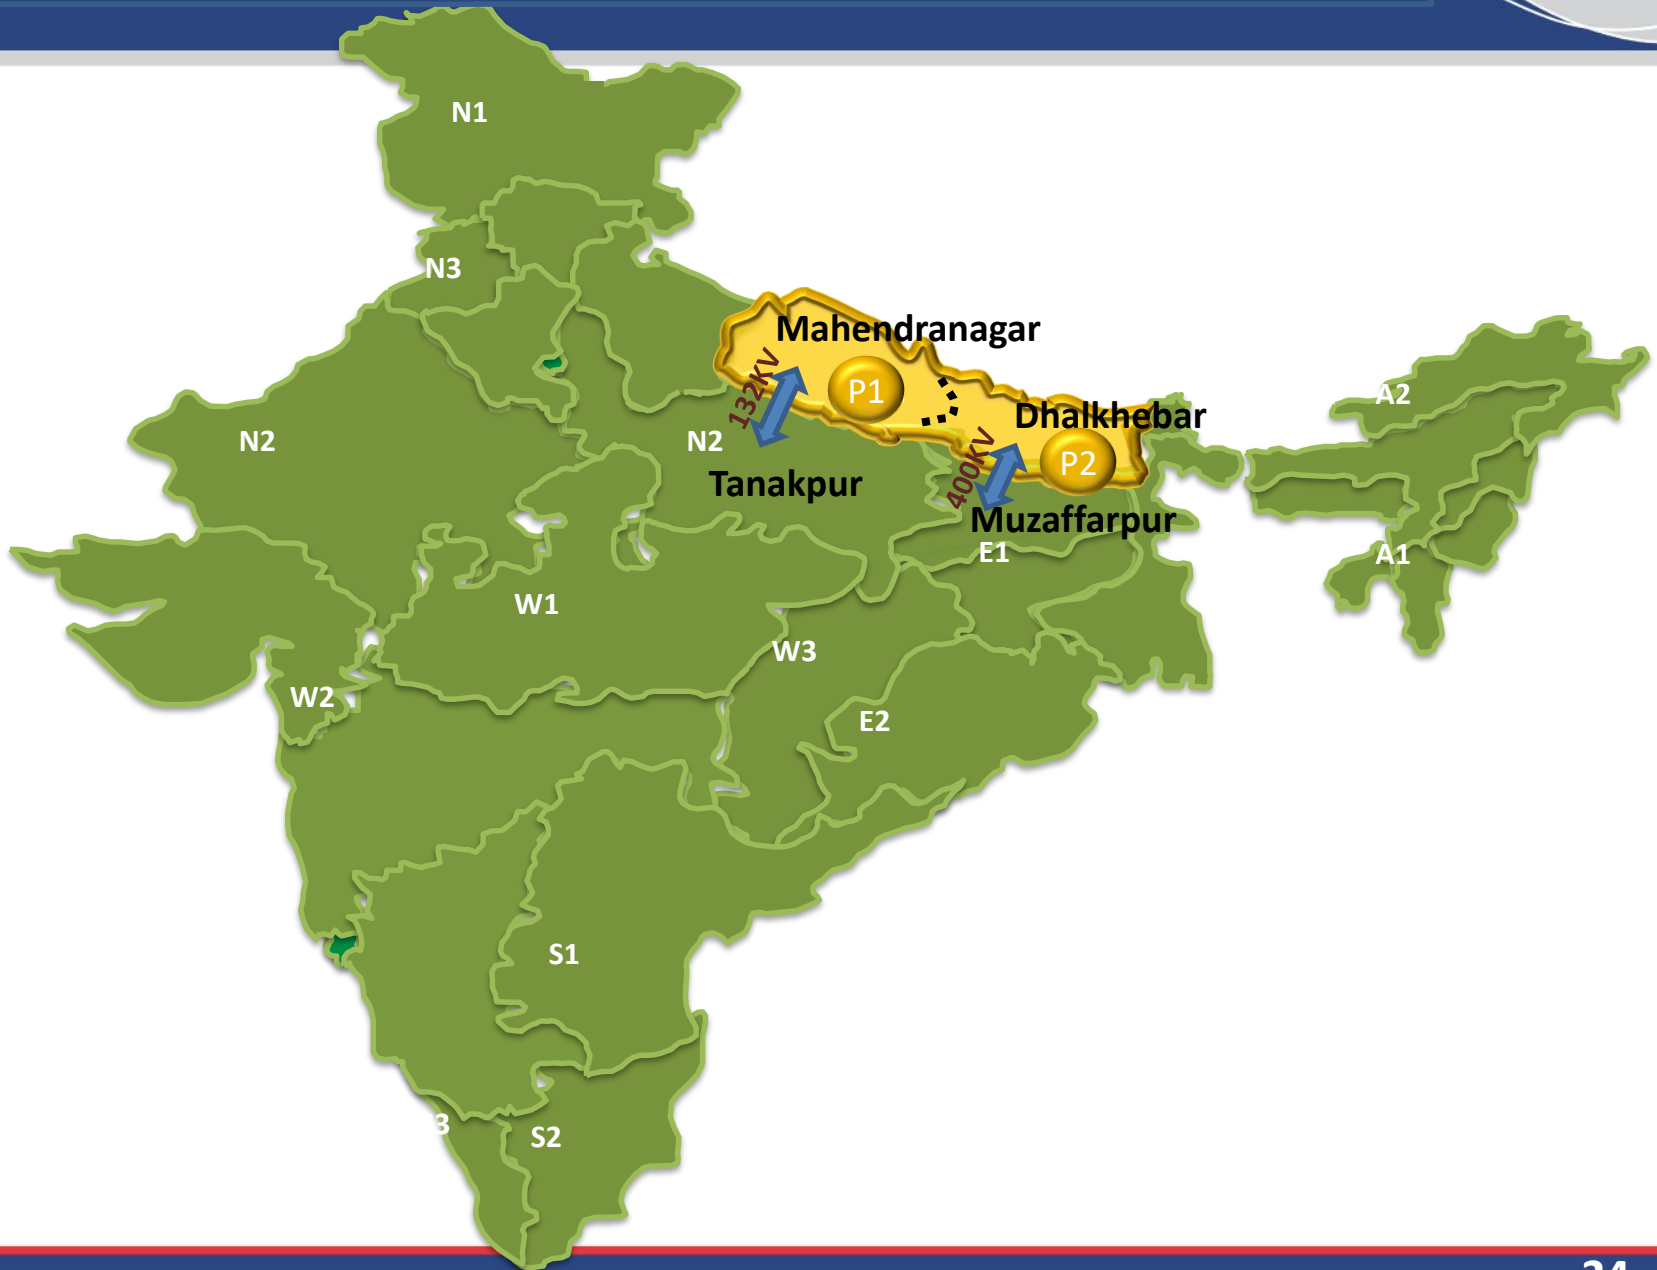 N1
N3
Mahendranagar
132KV
P1
A2
Dhalkhebar
N2
N2
400KV
P2
Tanakpur
Muzaffarpur
E1
A1
W1
W3
W2
E2
S1
3
S2